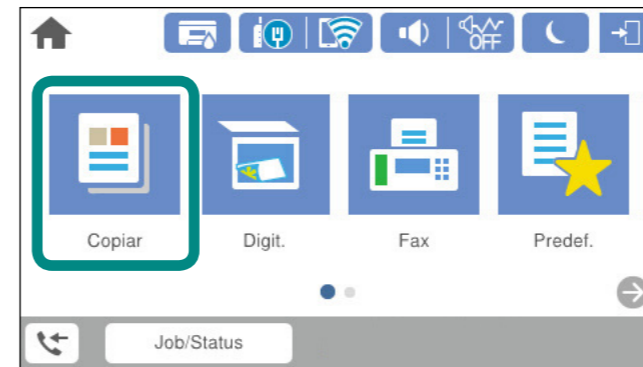 OFF
Copiar
Digit.
Fax
Predef.
Job/Status